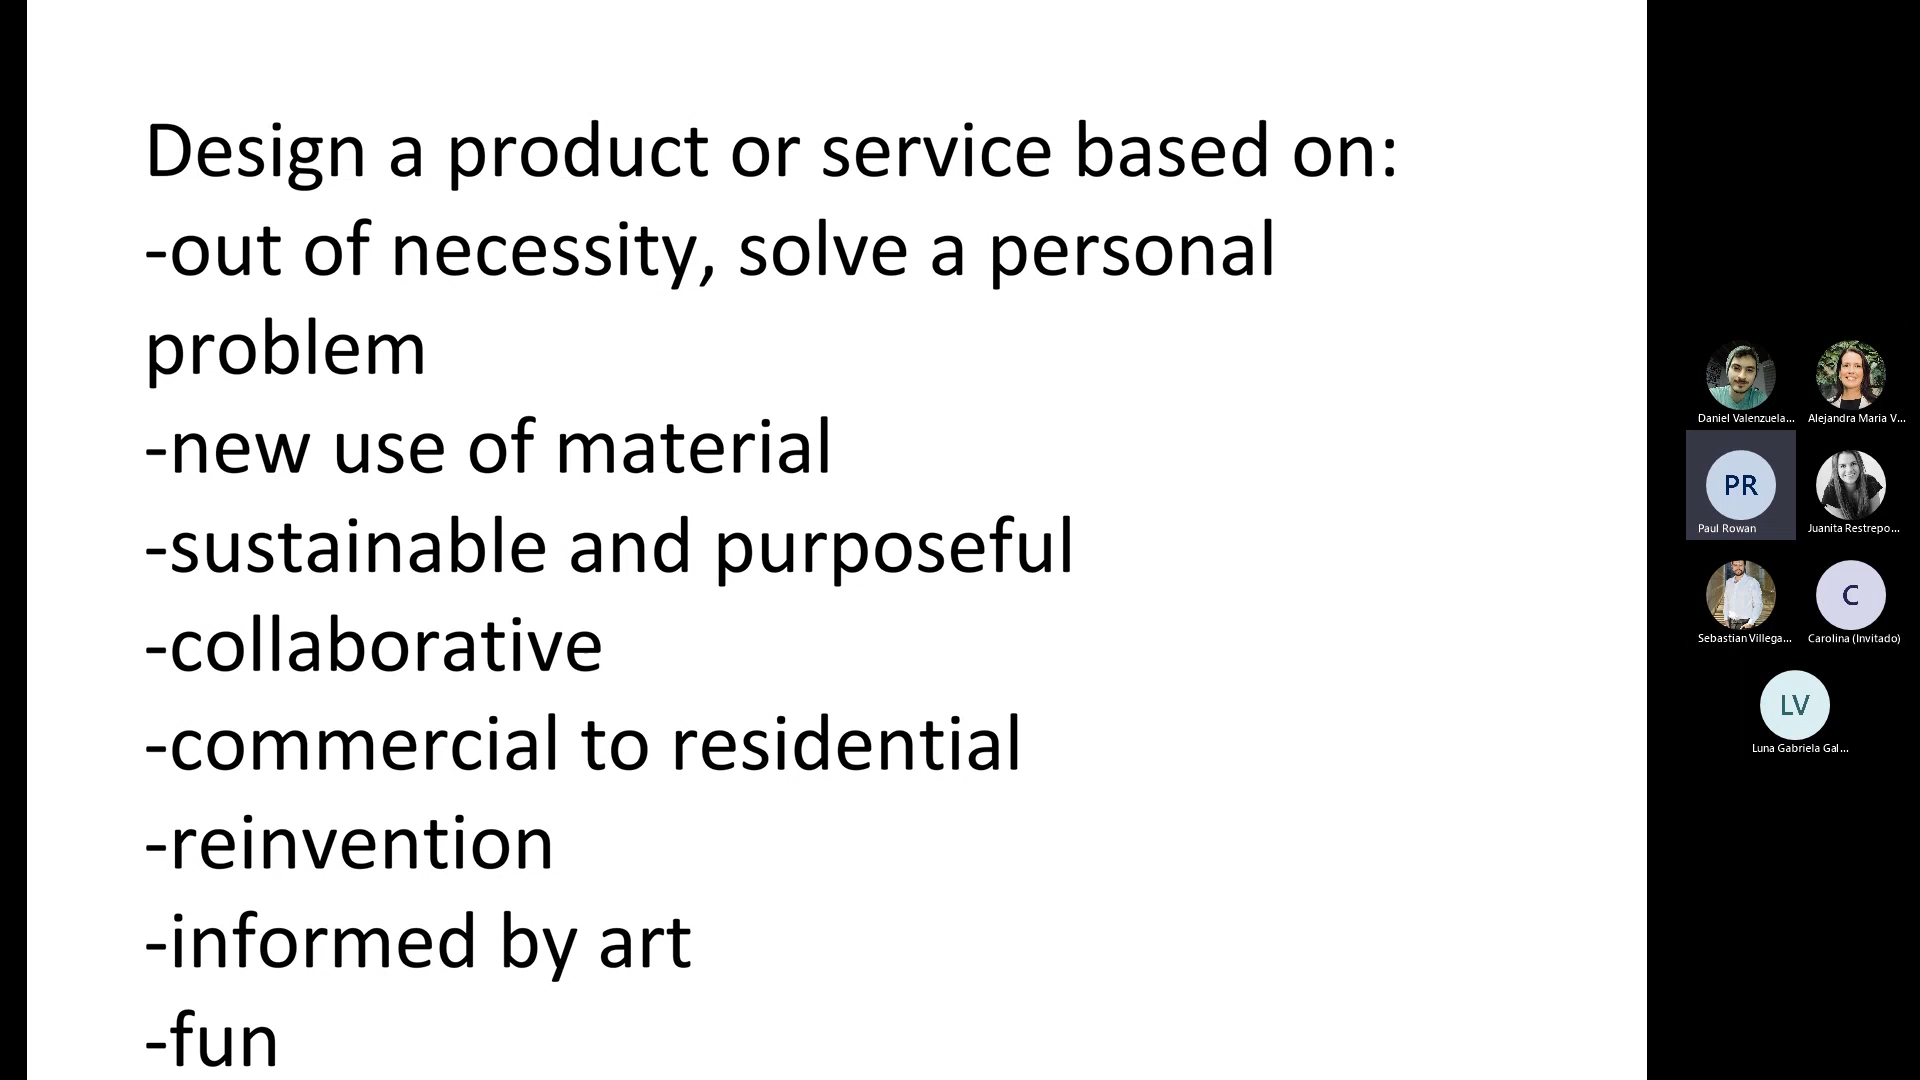 Design a product or service based on:
-out of necessity, solve a personal
problem
-new use of material
-sustainable and purposeful
-collaborative
-commercial to residential
-reinvention
-informed by art
-fun
Daniel Valenzuela...
Alejandra Maria V...
PR
Paul Rowan
Juanita Restrepo...
Sebastian Villega...
C
Carolina (Invitado)
LV
Luna Gabriela Gal...